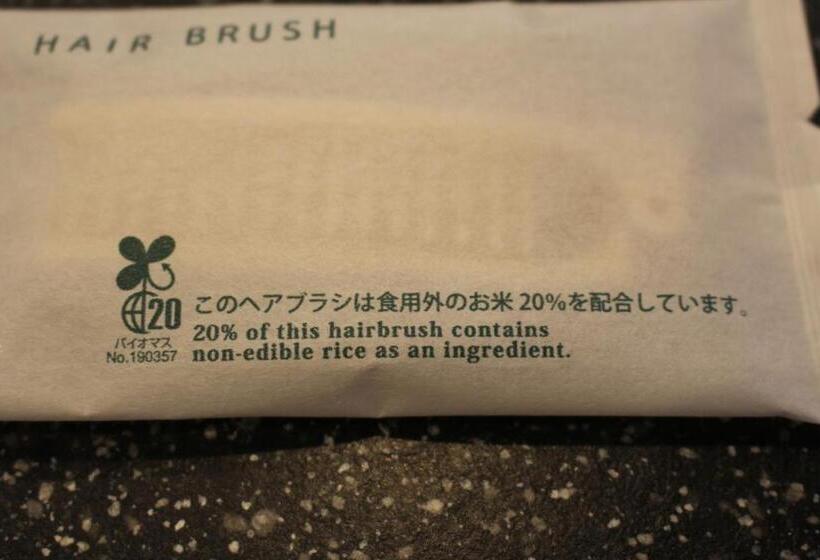 HAIR BRUSH
20
バイオマス
No.190357
このヘアブラシは食用外のお米20%を配合しています。
20% of this hairbrush contains
non-edible rice as an ingredient.